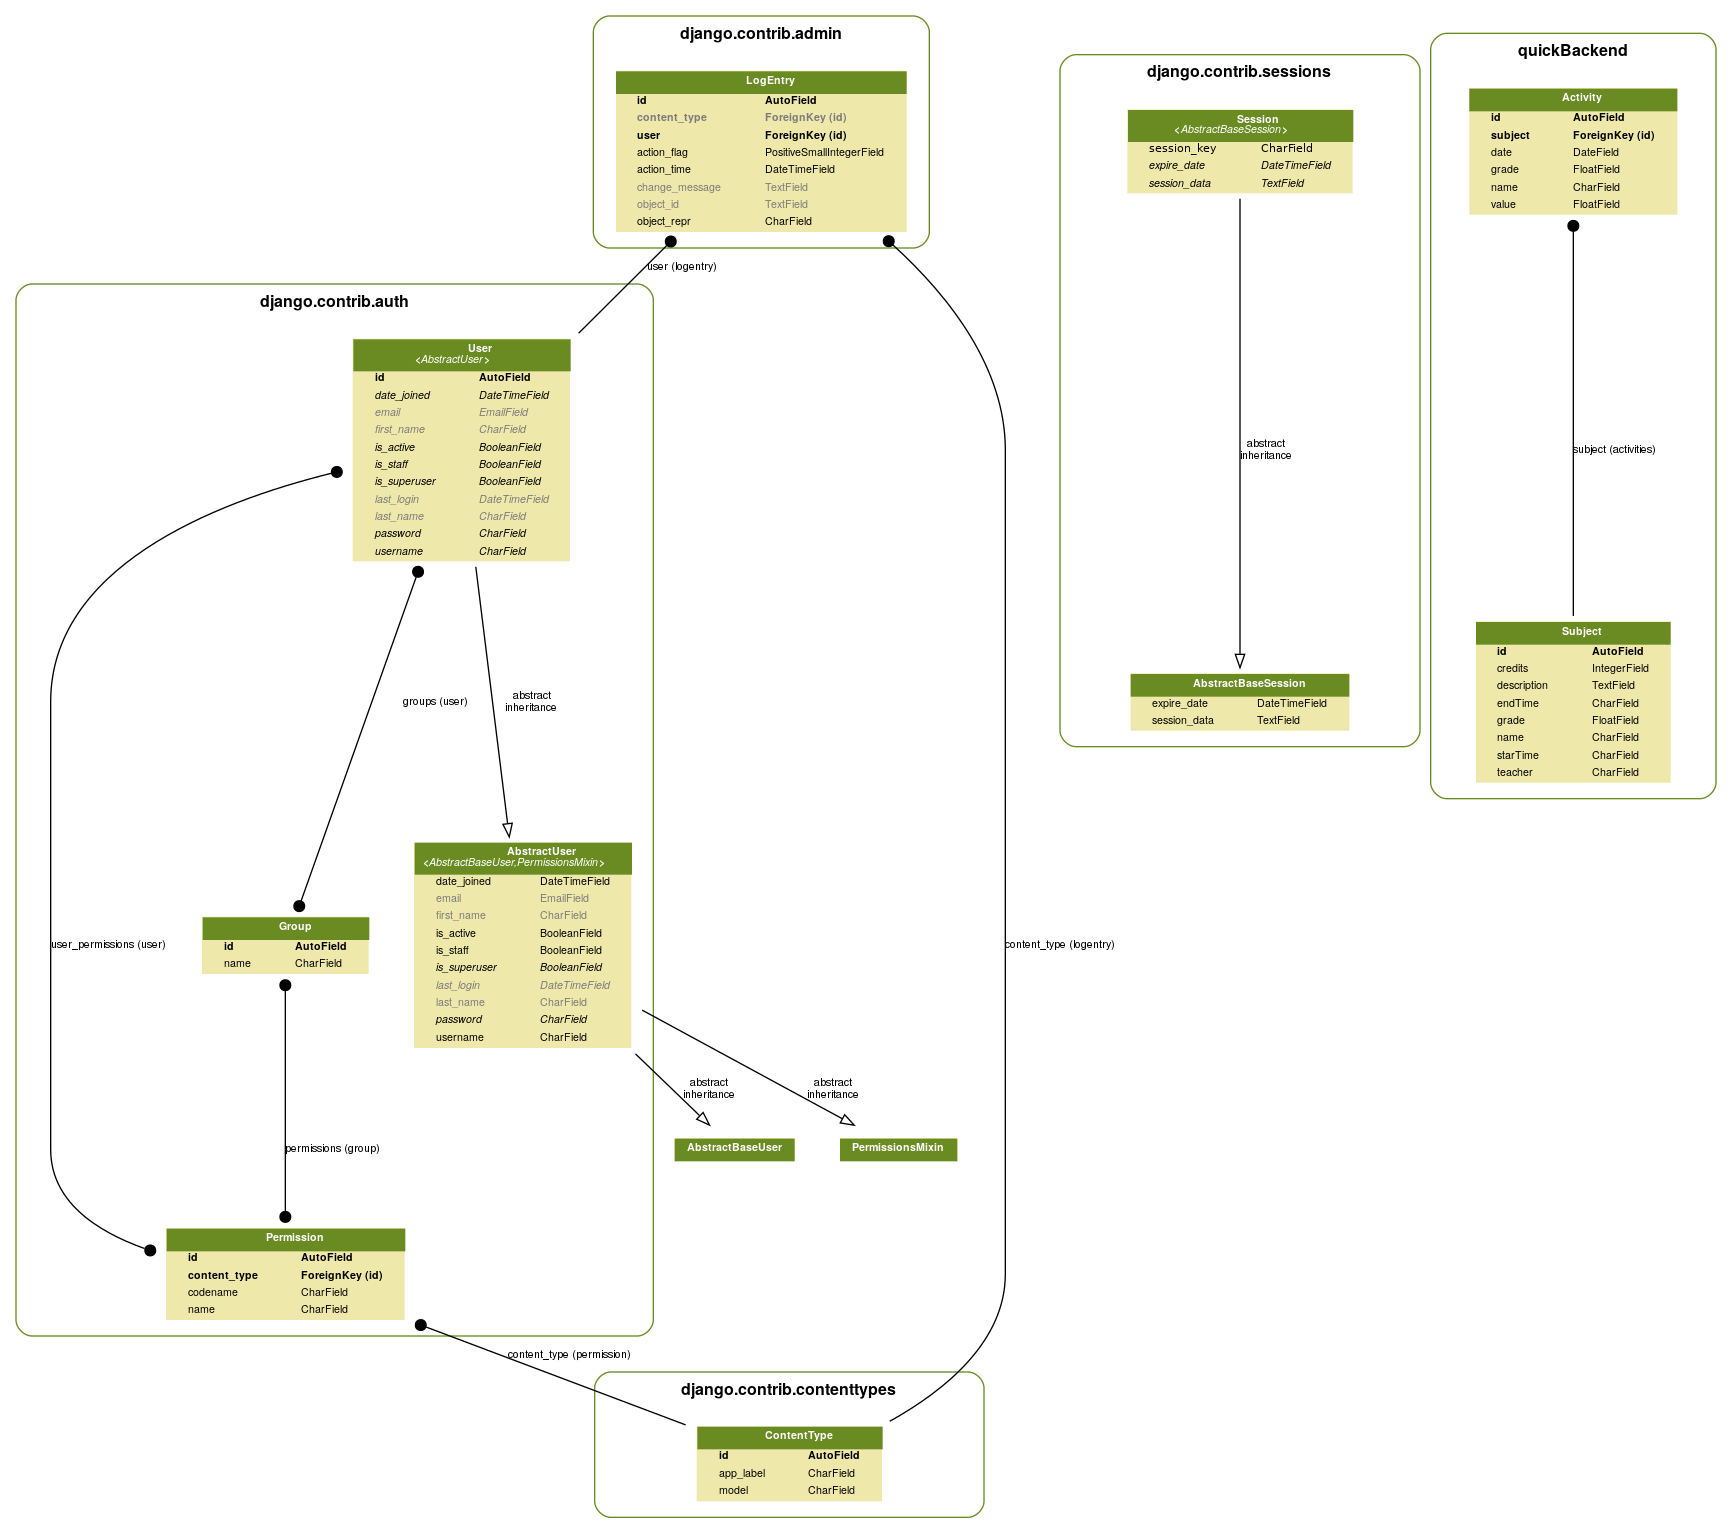 django.contrib.admin
LogEntry
id AutoField
content_type ForeignKey (id)
user ForeignKey (id)
action_flag PositiveSmallIntegerField
action_time DateTimeField
change_message TextField
object_id TextField
object_repr CharField
user (logentry)
django.contrib.sessions
Session
<AbstractBaseSession>
session_key CharField
expire_date DateTimeField
session_data TextField
abstract
inheritance
AbstractBaseSession
expire_date DateTimeField
session_data TextField
quickBackend
Activity
id AutoField
subject ForeignKey (id)
date DateField
grade FloatField
name CharField
value FloatField
subject (activities)
Subject
id AutoField
credits IntegerField
description TextField
endTime CharField
grade FloatField
name CharField
starTime CharField
teacher CharField
django.contrib.auth
User
<AbstractUser>
id AutoField
date_joined DateTimeField
email EmailField
first_name CharField
is_active BooleanField
is_staff BooleanField
is_superuser BooleanField
last_login DateTimeField
last_name CharField
password CharField
username CharField
groups (user)
abstract
inheritance
AbstractUser
<AbstractBaseUser,PermissionsMixin>
date_joined DateTimeField
email EmailField
first_name CharField
is_active BooleanField
is_staff BooleanField
is_superuser BooleanField
last_login DateTimeField
last_name CharField
password CharField
username CharField
user_permissions (user)
Group
id AutoField
name CharField
content_type (logentry)
abstract
inheritance
abstract
inheritance
AbstractBaseUser
PermissionsMixin
permissions (group)
Permission
id AutoField
content_type ForeignKey (id)
codename CharField
name CharField
content_type (permission)
django.contrib.contenttypes
ContentType
id AutoField
app_label CharField
model CharField